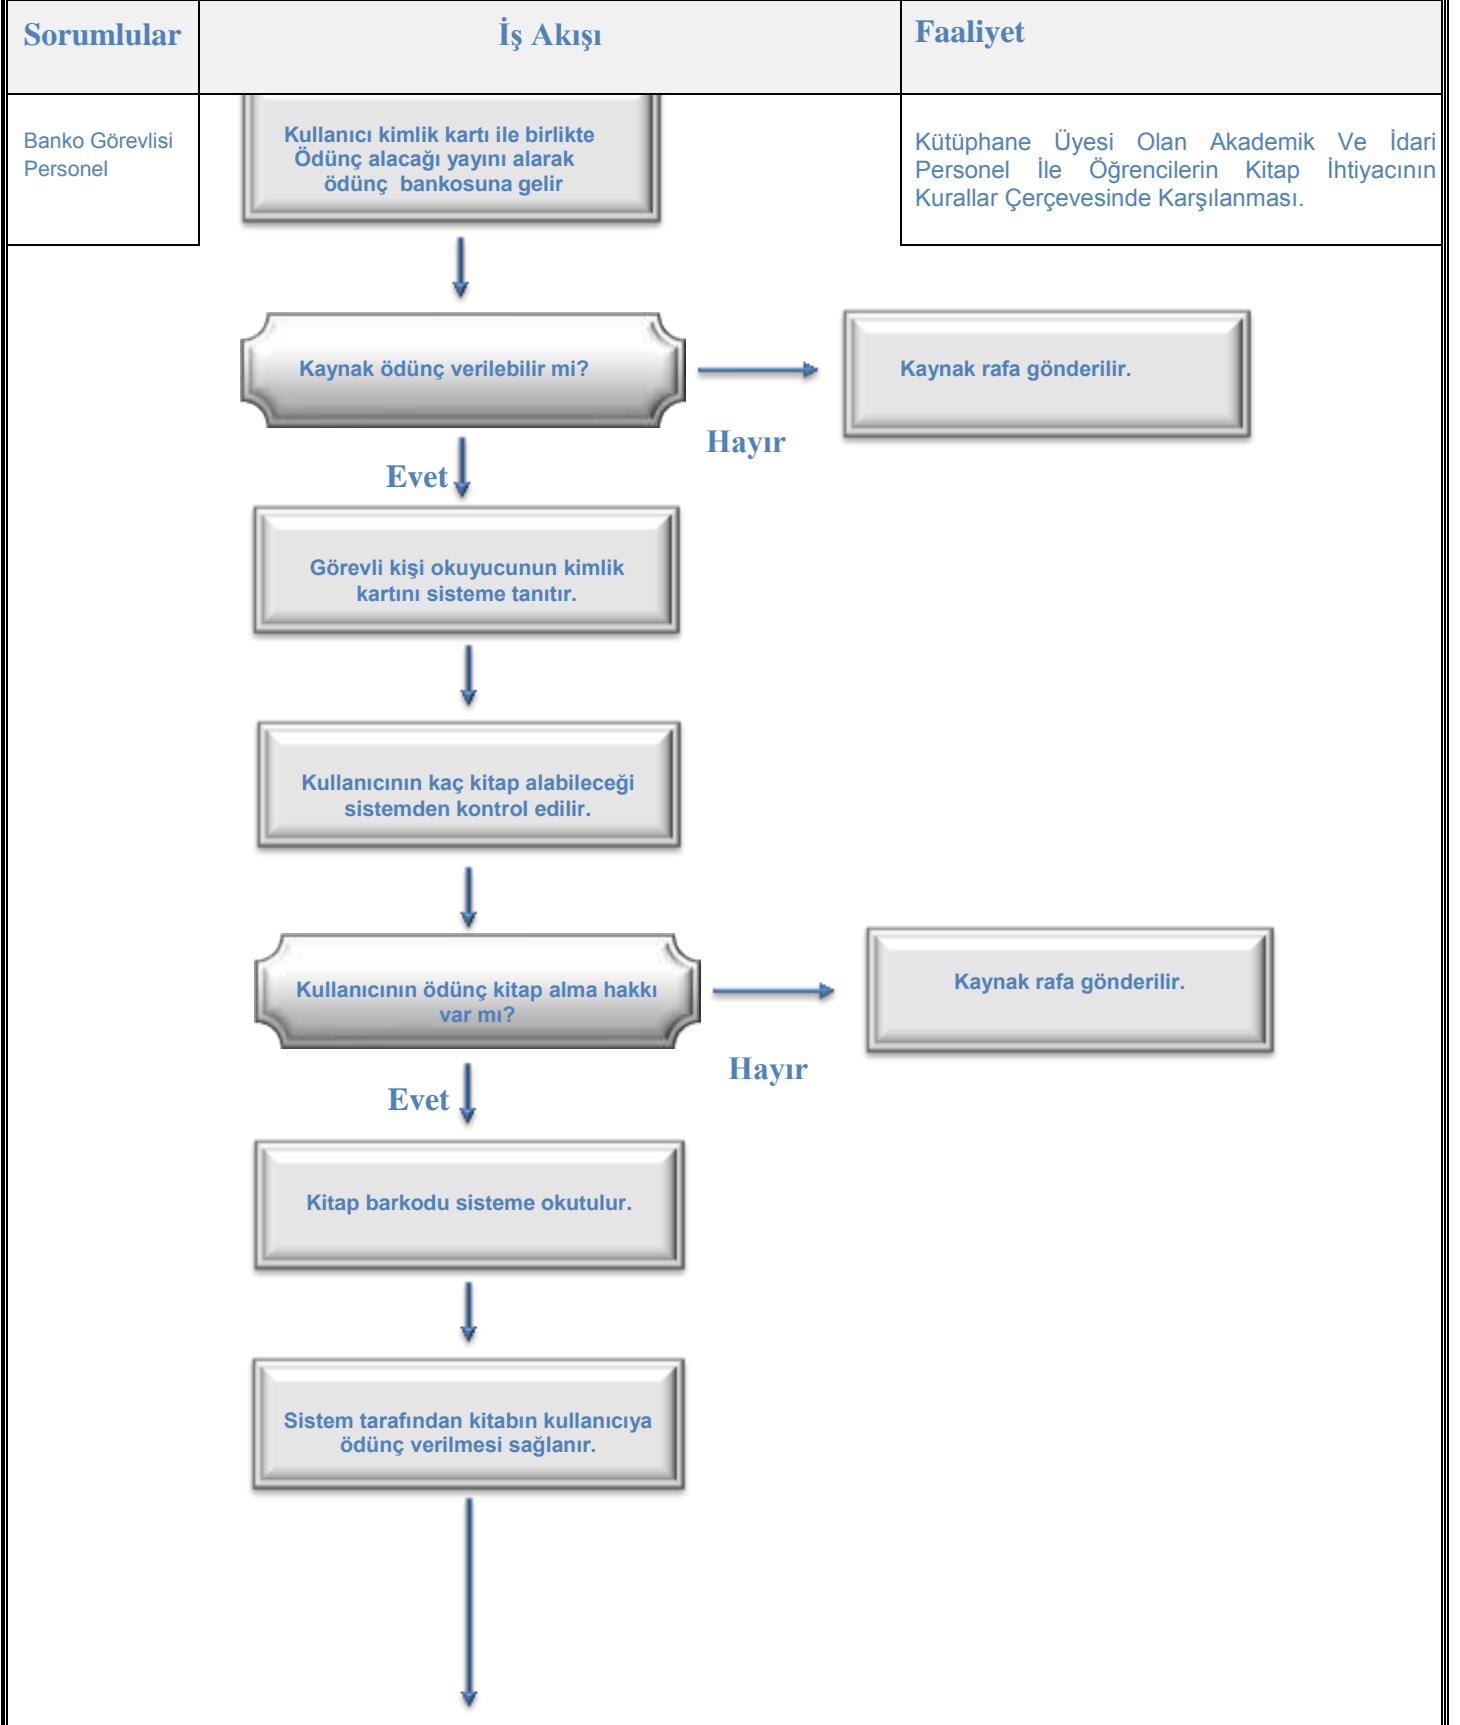 Sorumlular
İş Akışı
Faaliyet
Banko Görevlisi
Personel
Kullanıcı kimlik kartı ile birlikte
Ödünç alacağı yayını alarak
ödünç bankosuna gelir
Kütüphane Üyesi Olan Akademik Ve İdari
Personel İle Öğrencilerin Kitap İhtiyacının
Kurallar Çerçevesinde Karşılanması.
Kaynak ödünç verilebilir mi?
Kaynak rafa gönderilir.
Hayır
Evet
Görevli kişi okuyucunun kimlik
kartını sisteme tanıtır.
Kullanıcının kaç kitap alabileceği
sistemden kontrol edilir.
Kullanıcının ödünç kitap alma hakkı
var mı?
Kaynak rafa gönderilir.
Hayır
Evet
Kitap barkodu sisteme okutulur.
Sistem tarafından kitabın kullanıcıya
ödünç verilmesi sağlanır.